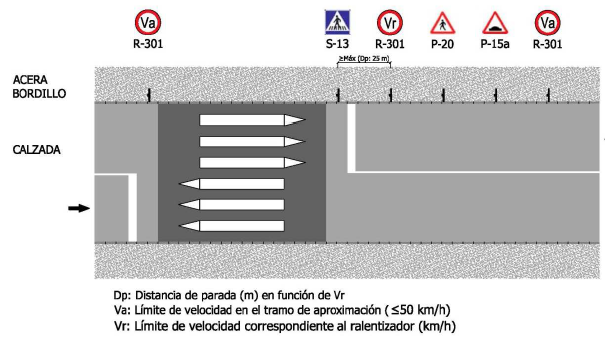 Va
Vr
Va
R-301
S-13
R-301
P-20
P-15a
R-301
≥Máx (Dp: 25 m)
ACERA
BORDILLO
CALZADA
Dp: Distancia de parada (m) en función de Vr
Va: Límite de velocidad en el tramo de aproximación (≤50 km/h)
Vr: Límite de velocidad correspondiente al ralentizador (km/h)